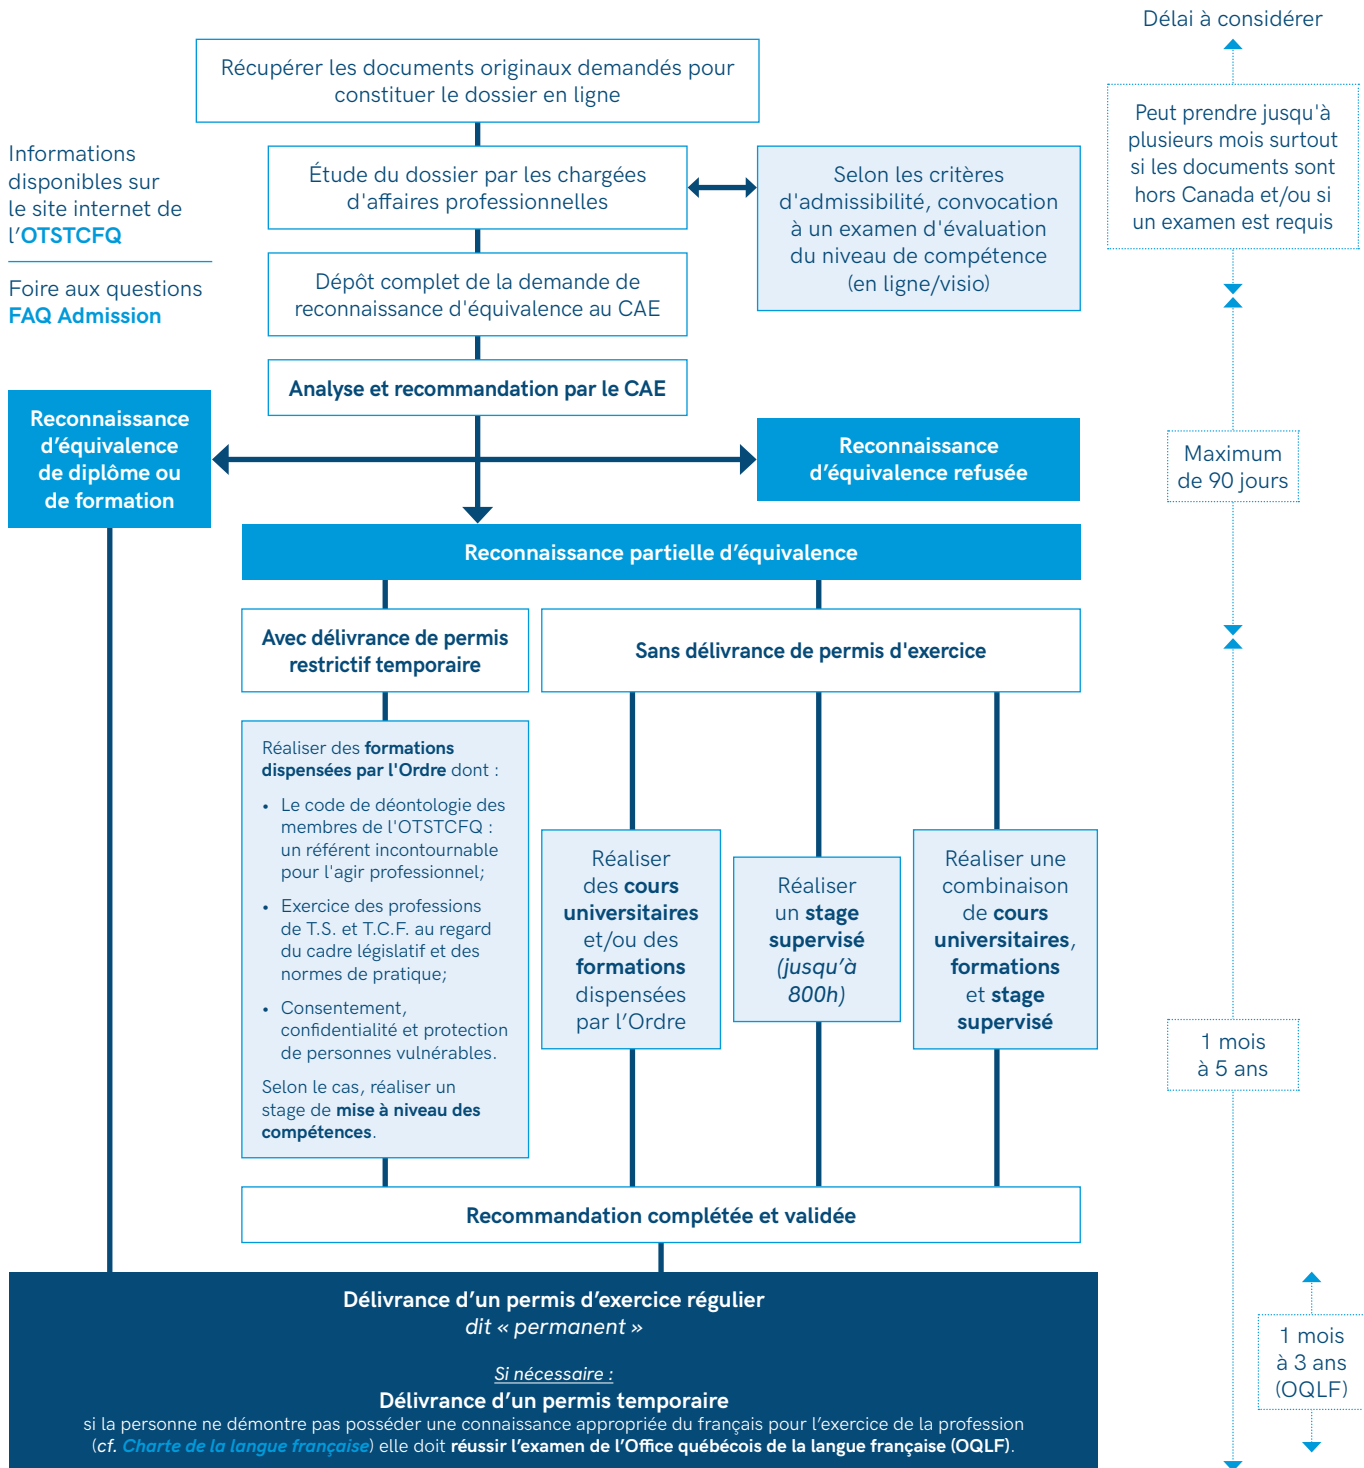 Délai à considérer
Récupérer les documents originaux demandés pour
constituer le dossier en ligne
Peut prendre jusqu'à
plusieurs mois surtout
si les documents sont
hors Canada et/ou si
un examen est requis
Informations
disponibles sur
le site internet de
l'OTSTCFQ
Foire aux questions
FAQ Admission
Étude du dossier par les chargées
d'affaires professionnelles
Selon les critères
d'admissibilité, convocation
à un examen d'évaluation
du niveau de compétence
(en ligne/visio)
Dépôt complet de la demande de
reconnaissance d'équivalence au CAE
Analyse et recommandation par le CAE
Reconnaissance
d'équivalence
de diplôme ou
de formation
Reconnaissance
d'équivalence refusée
Maximum
de 90 jours
Reconnaissance partielle d'équivalence
Avec délivrance de permis
restrictif temporaire
Sans délivrance de permis d'exercice
Réaliser des formations
dispensées par l'Ordre dont :
• Le code de déontologie des
membres de l'OTSTCFQ :
un référent incontournable
pour l'agir professionnel;
• Exercice des professions
de T.S. et T.C.F. au regard
du cadre législatif et des
normes de pratique;
• Consentement,
confidentialité et protection
de personnes vulnérables.
Selon le cas, réaliser un
stage de mise à niveau des
compétences.
Réaliser
des cours
universitaires
et/ou des
formations
dispensées
par l'Ordre
Réaliser
un stage
supervisé
(jusqu'à
800h)
Réaliser une
combinaison
de cours
universitaires,
formations
et stage
supervisé
1 mois
à 5 ans
Recommandation complétée et validée
Délivrance d'un permis d'exercice régulier
dit « permanent »
Si nécessaire :
Délivrance d'un permis temporaire
si la personne ne démontre pas posséder une connaissance appropriée du français pour l'exercice de la profession
(cf. Charte de la langue française) elle doit réussir l'examen de l'Office québécois de la langue française (OQLF).
1 mois
à 3 ans
(OQLF)